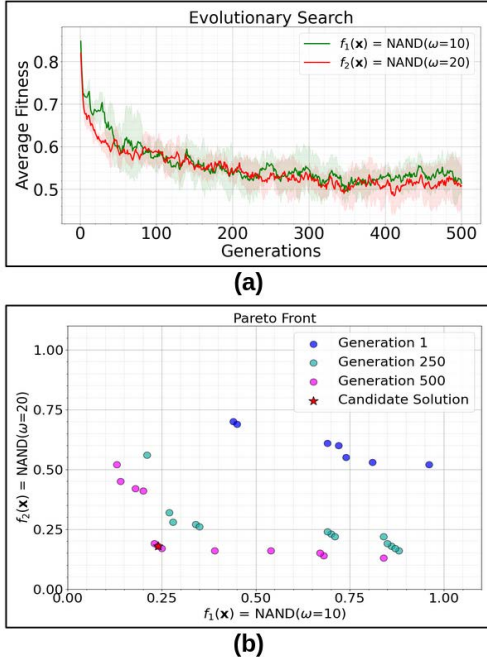 Evolutionary Search
f₁(x) = NAND(ω=10)
f₂(x) = NAND(ω=20)
Average Fitness
0.8
0.7
0.6
0.5
0
100
200
300
400
500
Generations
(a)
Pareto Front
Generation 1
Generation 250
Generation 500
Candidate Solution
f₂(x) = NAND(ω=20)
1.00
0.75
0.50
0.25
0.00
0.00
0.25
0.50
0.75
1.00
f₁(x) = NAND(ω=10)
(b)